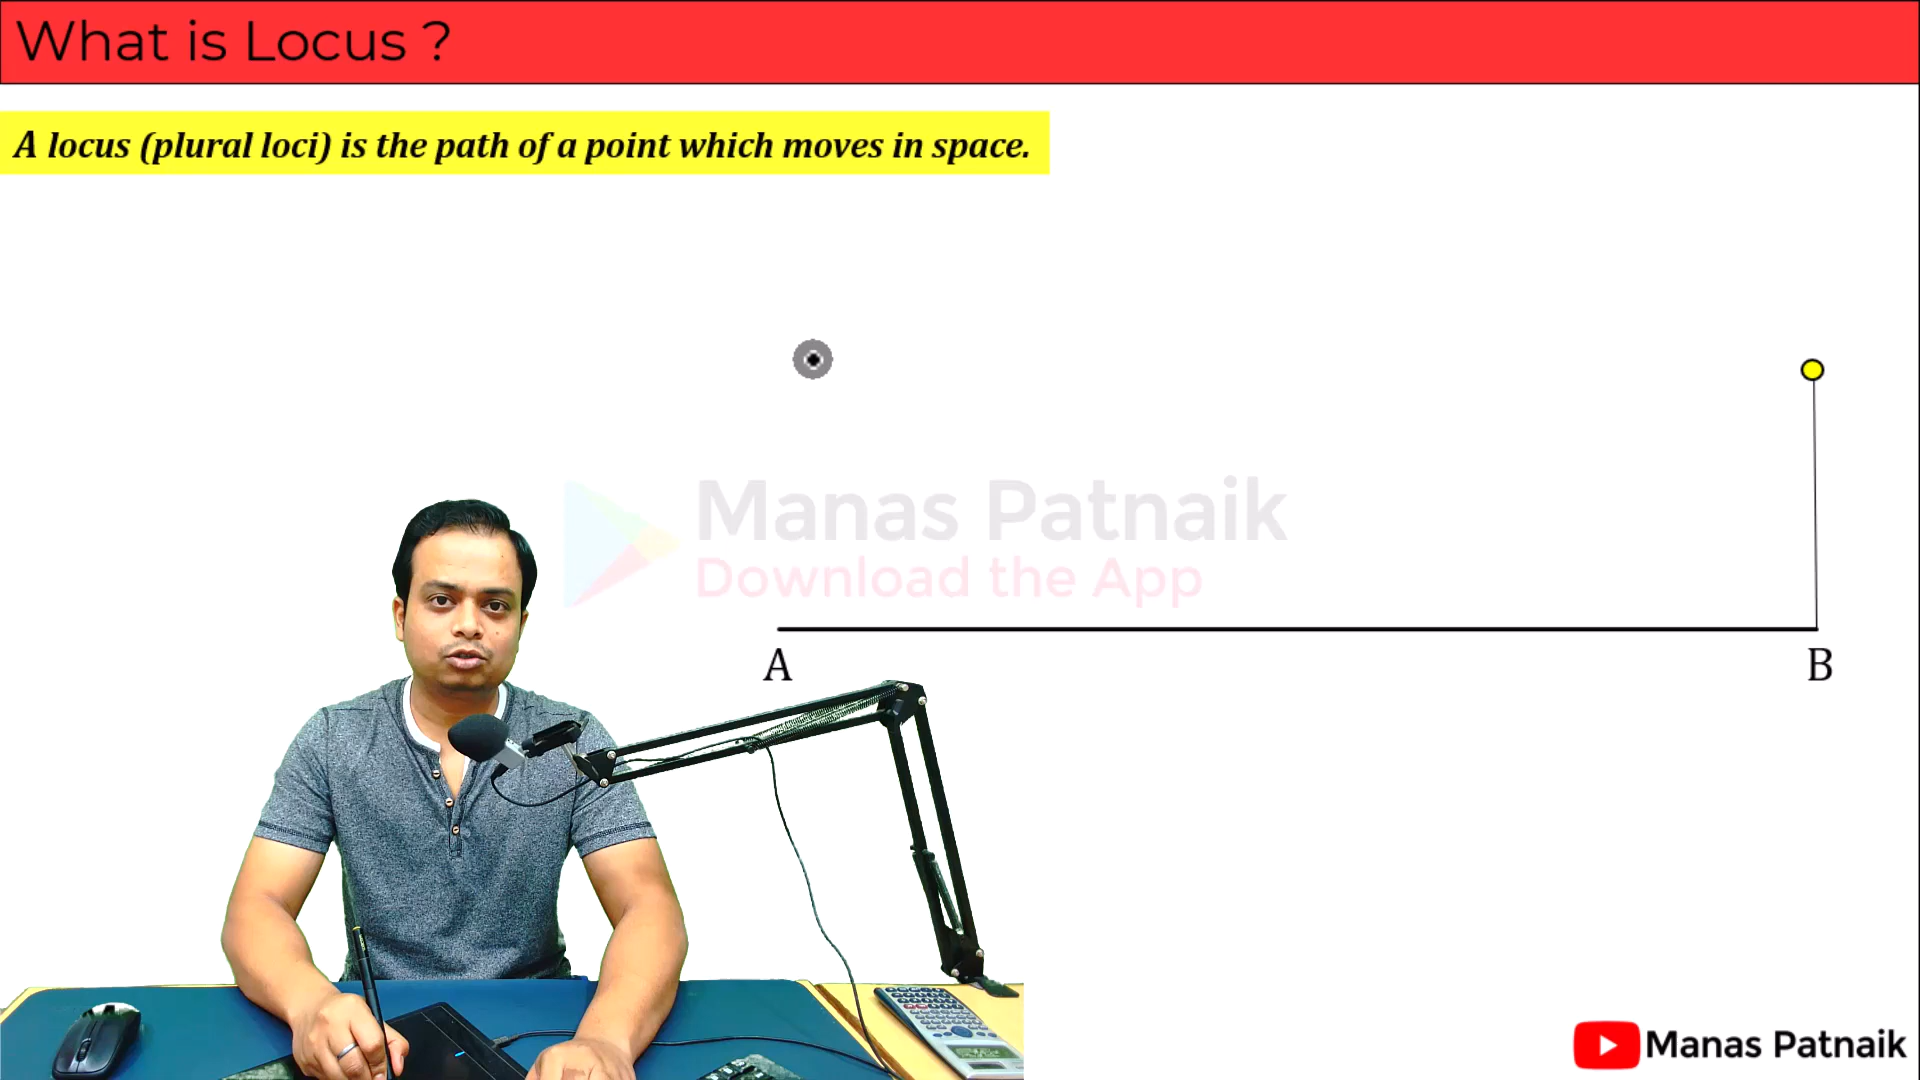 What is Locus ?
A locus (plural loci) is the path of a point which moves in space.
Manas Patnaik
Download the App
A
B
Manas Patnaik